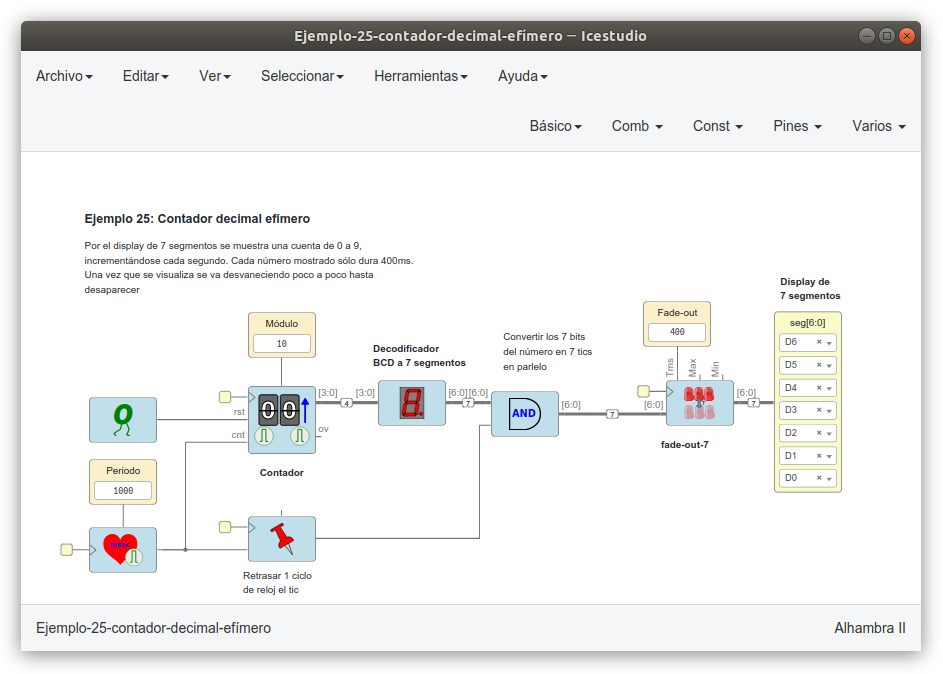 Ejemplo-25-contador-decimal-efímero — Icestudio
Archivo Editar Ver Seleccionar Herramientas Ayuda
Básico Comb Const Pines Varios
Ejemplo 25: Contador decimal efímero
Por el display de 7 segmentos se muestra una cuenta de 0 a 9,
incrementándose cada segundo. Cada número mostrado sólo dura 400ms.
Una vez que se visualiza se va desvaneciendo poco a poco hasta
desaparecer
Display de
7 segmentos
Módulo
10
Fade-out
400
seg[6:0]
D6
D5
D4
D3
D2
D1
D0
Decodificador
BCD a 7 segmentos
Convertir los 7 bits
del número en 7 tics
en parlelo
Tms
Max
Min
0
rst
cnt
00
[3:0]
4
ov
[3:0]
8.
[6:0]
7
[6:0]
AND
[6:0]
7
[6:0]
[6:0]
7
fade-out-7
Contador
Periodo
1000
msec
Retrasar 1 ciclo
de reloj el tic
Ejemplo-25-contador-decimal-efímero
Alhambra II